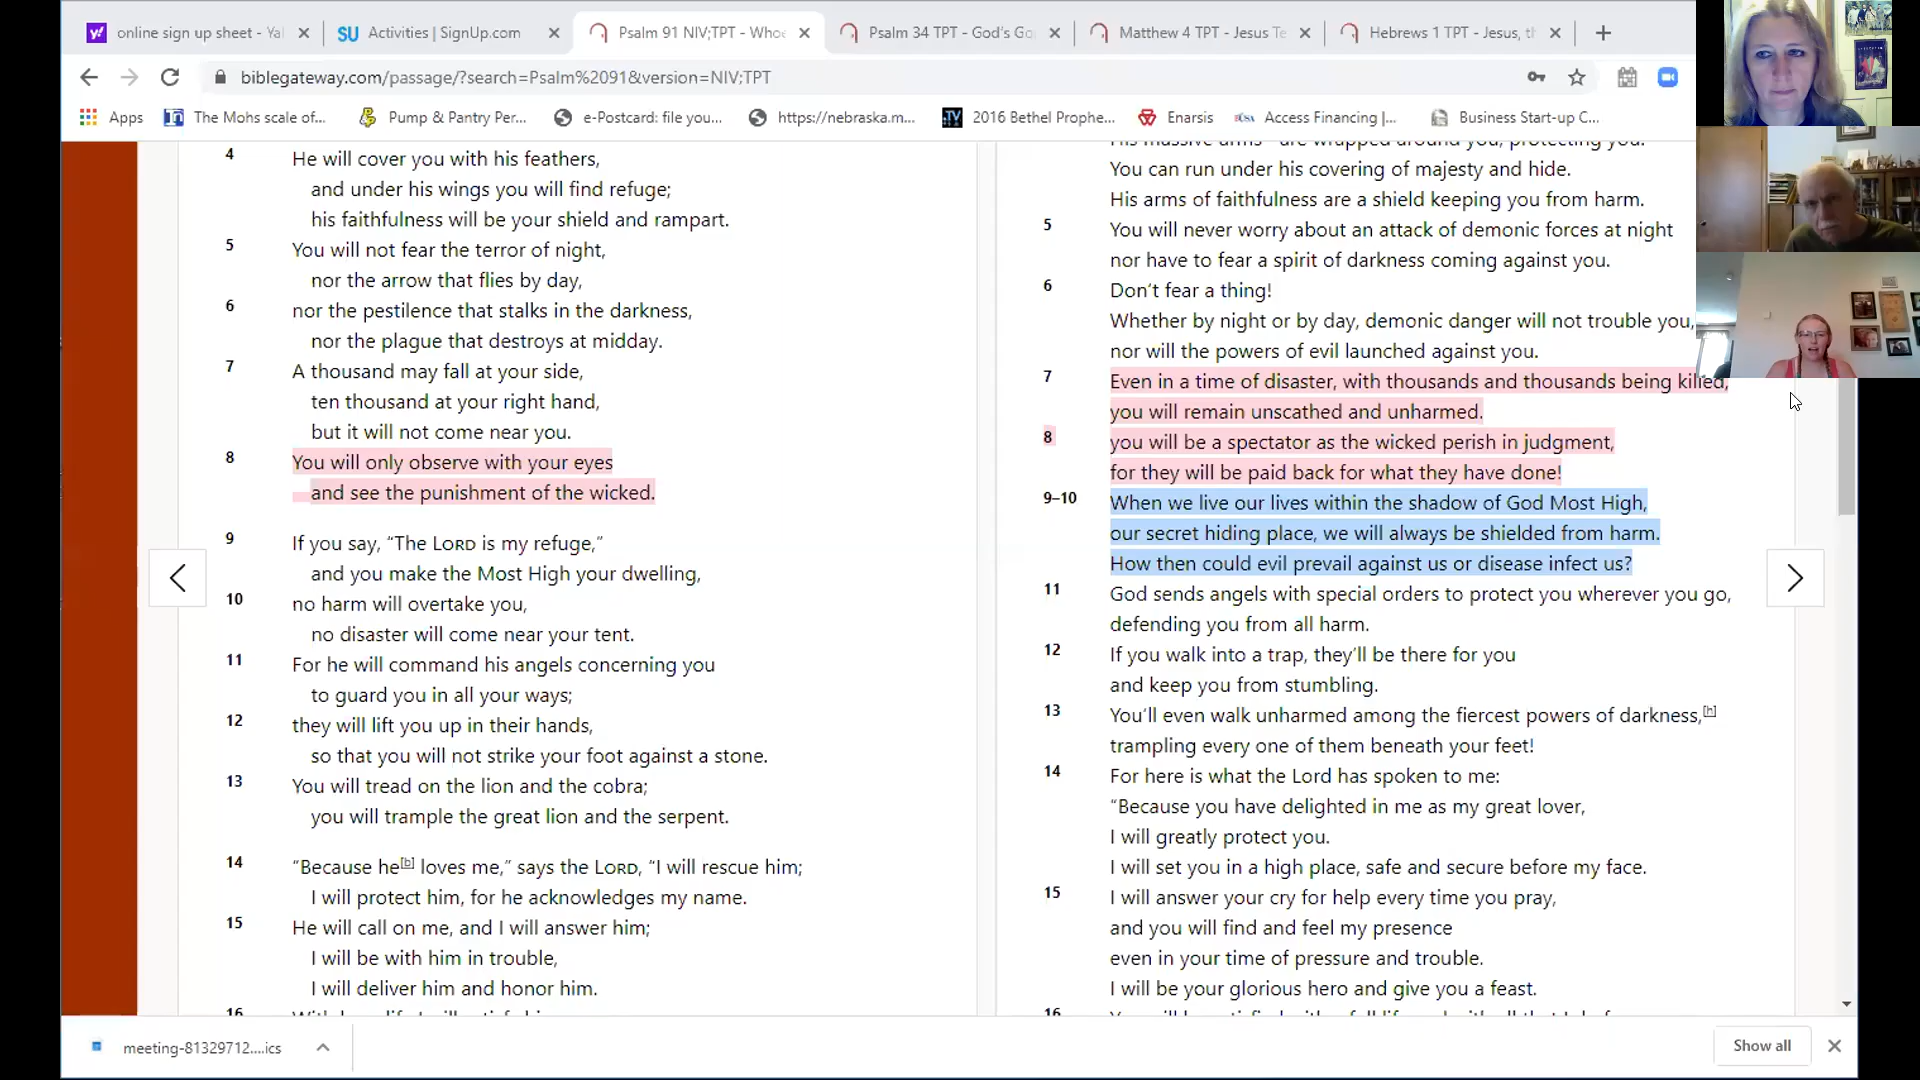 online sign up sheet - Yal
SU Activities | SignUp.com
Psalm 91 NIV;TPT - Whoe
Psalm 34 TPT - God's Go
Matthew 4 TPT - Jesus Te
Hebrews 1 TPT - Jesus, th
biblegateway.com/passage/?search=Psalm%2091&version=NIV;TPT
Apps
The Mohs scale of...
Pump & Pantry Per...
e-Postcard: file you...
https://nebraska.m...
2016 Bethel Prophe...
Enarsis
Access Financing |...
Business Start-up C...
4 He will cover you with his feathers,
and under his wings you will find refuge;
his faithfulness will be your shield and rampart.
5 You will not fear the terror of night,
nor the arrow that flies by day,
6 nor the pestilence that stalks in the darkness,
nor the plague that destroys at midday.
7 A thousand may fall at your side,
ten thousand at your right hand,
but it will not come near you.
8 You will only observe with your eyes
and see the punishment of the wicked.
9 If you say, “The LORD is my refuge,”
and you make the Most High your dwelling,
10 no harm will overtake you,
no disaster will come near your tent.
11 For he will command his angels concerning you
to guard you in all your ways;
12 they will lift you up in their hands,
so that you will not strike your foot against a stone.
13 You will tread on the lion and the cobra;
you will trample the great lion and the serpent.
14 “Because he[b] loves me,” says the LORD, “I will rescue him;
I will protect him, for he acknowledges my name.
15 He will call on me, and I will answer him;
I will be with him in trouble,
I will deliver him and honor him.
16
His massive arms are wrapped around you, protecting you.
You can run under his covering of majesty and hide.
His arms of faithfulness are a shield keeping you from harm.
5 You will never worry about an attack of demonic forces at night
nor have to fear a spirit of darkness coming against you.
6 Don’t fear a thing!
Whether by night or by day, demonic danger will not trouble you,
nor will the powers of evil launched against you.
7 Even in a time of disaster, with thousands and thousands being killed,
you will remain unscathed and unharmed.
8 you will be a spectator as the wicked perish in judgment,
for they will be paid back for what they have done!
9–10 When we live our lives within the shadow of God Most High,
our secret hiding place, we will always be shielded from harm.
How then could evil prevail against us or disease infect us?
11 God sends angels with special orders to protect you wherever you go,
defending you from all harm.
12 If you walk into a trap, they’ll be there for you
and keep you from stumbling.
13 You’ll even walk unharmed among the fiercest powers of darkness,[h]
trampling every one of them beneath your feet!
14 For here is what the Lord has spoken to me:
“Because you have delighted in me as my great lover,
I will greatly protect you.
I will set you in a high place, safe and secure before my face.
15 I will answer your cry for help every time you pray,
and you will find and feel my presence
even in your time of pressure and trouble.
I will be your glorious hero and give you a feast.
16
meeting-81329712....ics
Show all